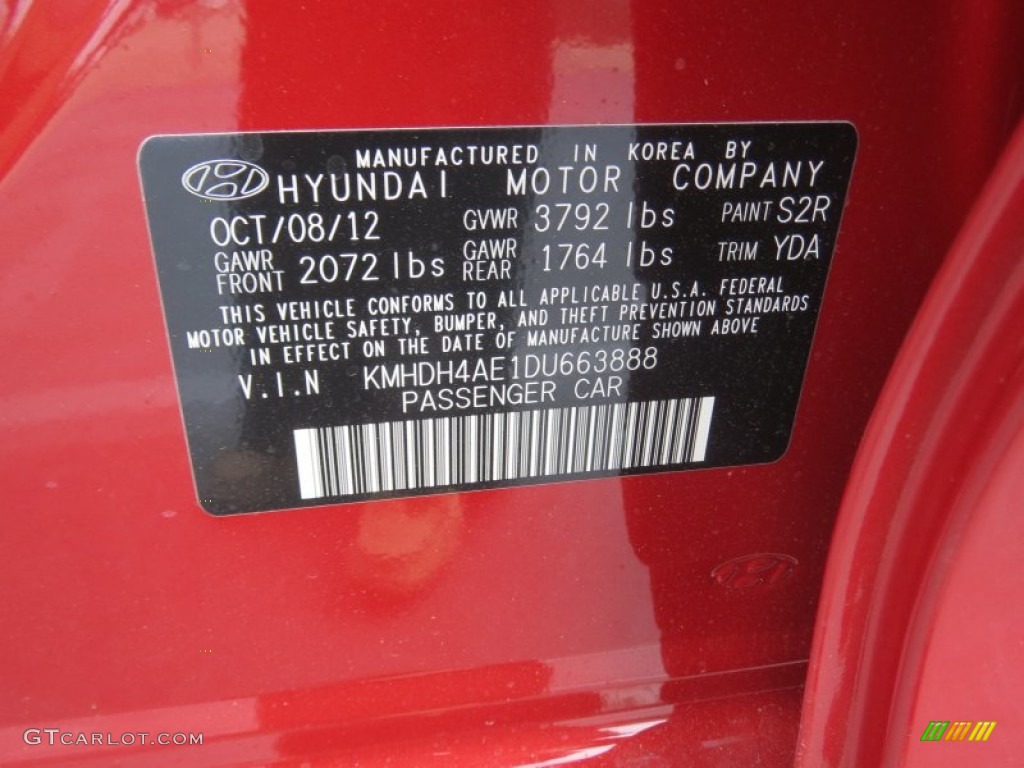 MANUFACTURED IN KOREA BY
HYUNDAI MOTOR COMPANY
OCT/08/12 GVWR 3792 lbs PAINT S2R
GAWR FRONT 2072 lbs GAWR REAR 1764 lbs TRIM YDA
THIS VEHICLE CONFORMS TO ALL APPLICABLE U.S.A. FEDERAL
MOTOR VEHICLE SAFETY, BUMPER, AND THEFT PREVENTION STANDARDS
IN EFFECT ON THE DATE OF MANUFACTURE SHOWN ABOVE
V.I.N KMHDH4AE1DU663888
PASSENGER CAR
GTCARLOT.COM